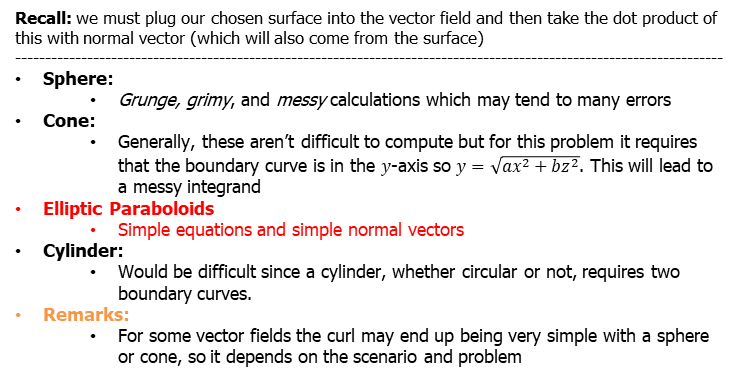 Recall: we must plug our chosen surface into the vector field and then take the dot product of
this with normal vector (which will also come from the surface)
--------------------------------------------------------------------------------
• Sphere:
• Grunge, grimy, and messy calculations which may tend to many errors
• Cone:
• Generally, these aren’t difficult to compute but for this problem it requires
that the boundary curve is in the y-axis so y = √(ax² + bz²). This will lead to
a messy integrand
• Elliptic Paraboloids
• Simple equations and simple normal vectors
• Cylinder:
• Would be difficult since a cylinder, whether circular or not, requires two
boundary curves.
• Remarks:
• For some vector fields the curl may end up being very simple with a sphere
or cone, so it depends on the scenario and problem